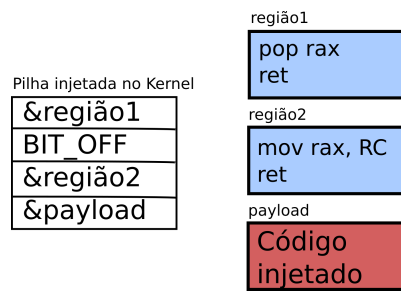 Pilha injetada no Kernel
&região1
BIT_OFF
&região2
&payload
região1
pop rax
ret
região2
mov rax, RC
ret
payload
Código
injetado